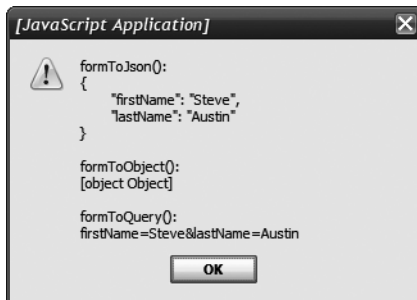 [JavaScript Application]
formToJson():
{
"firstName": "Steve",
"lastName": "Austin"
}
formToObject():
[object Object]
formToQuery():
firstName=Steve&lastName=Austin
OK